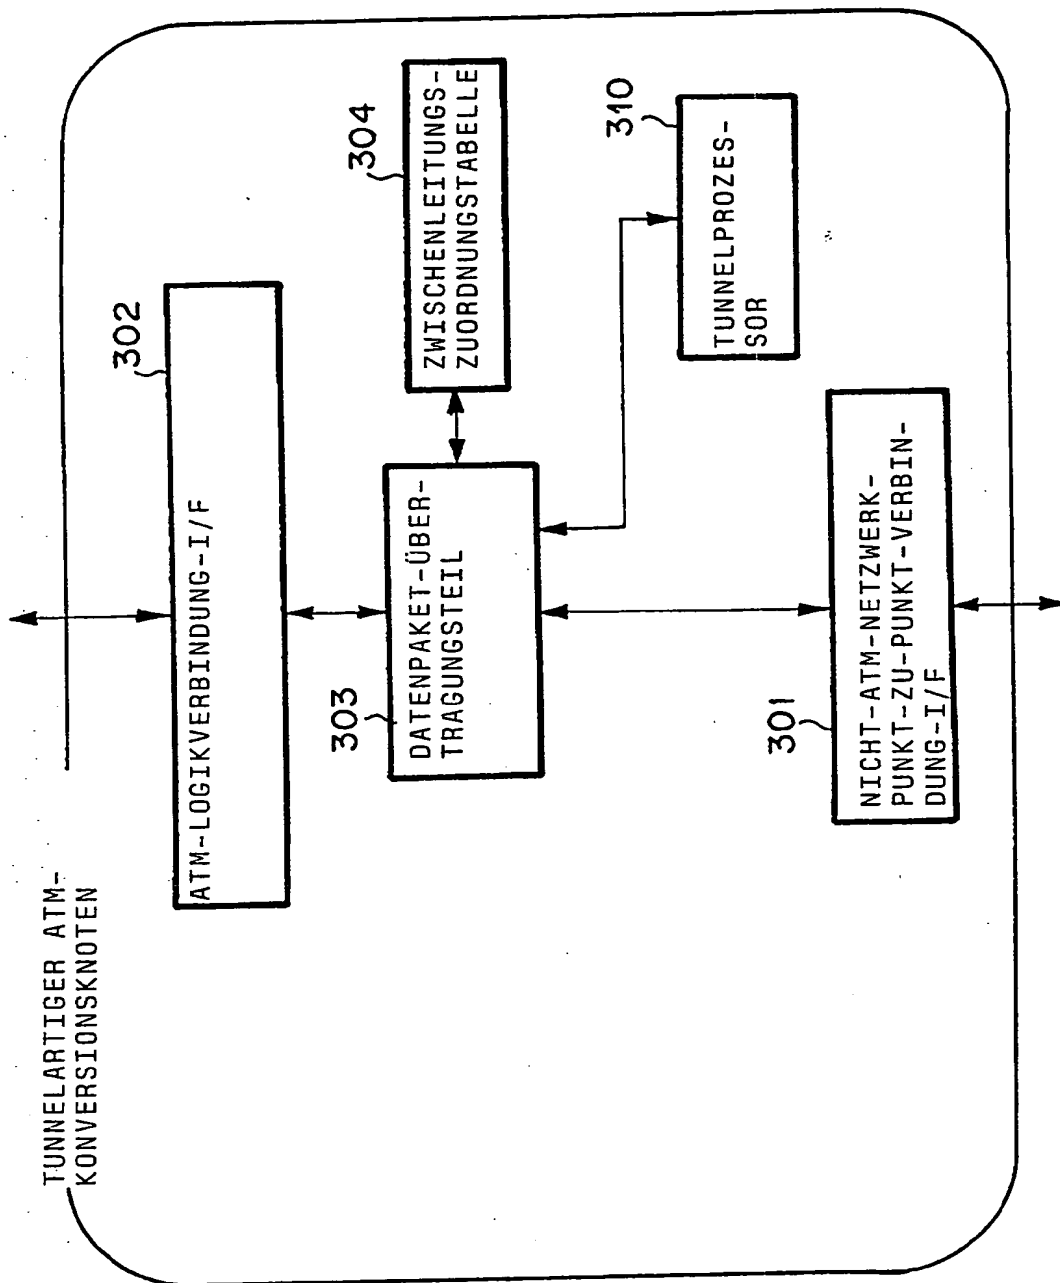 TUNNELARTIGER ATM-
KONVERSIONSKNOTEN
302
ATM-LOGIKVERBINDUNG-I/F
304
ZWISCHENLEITUNGS-
ZUORDNUNGSTABELLE
303
DATENPAKET-ÜBER-
TRAGUNGSTEIL
310
TUNNELPROZES-
SOR
301
NICHT-ATM-NETZWERK-
PUNKT-ZU-PUNKT-VERBIN-
DUNG-I/F